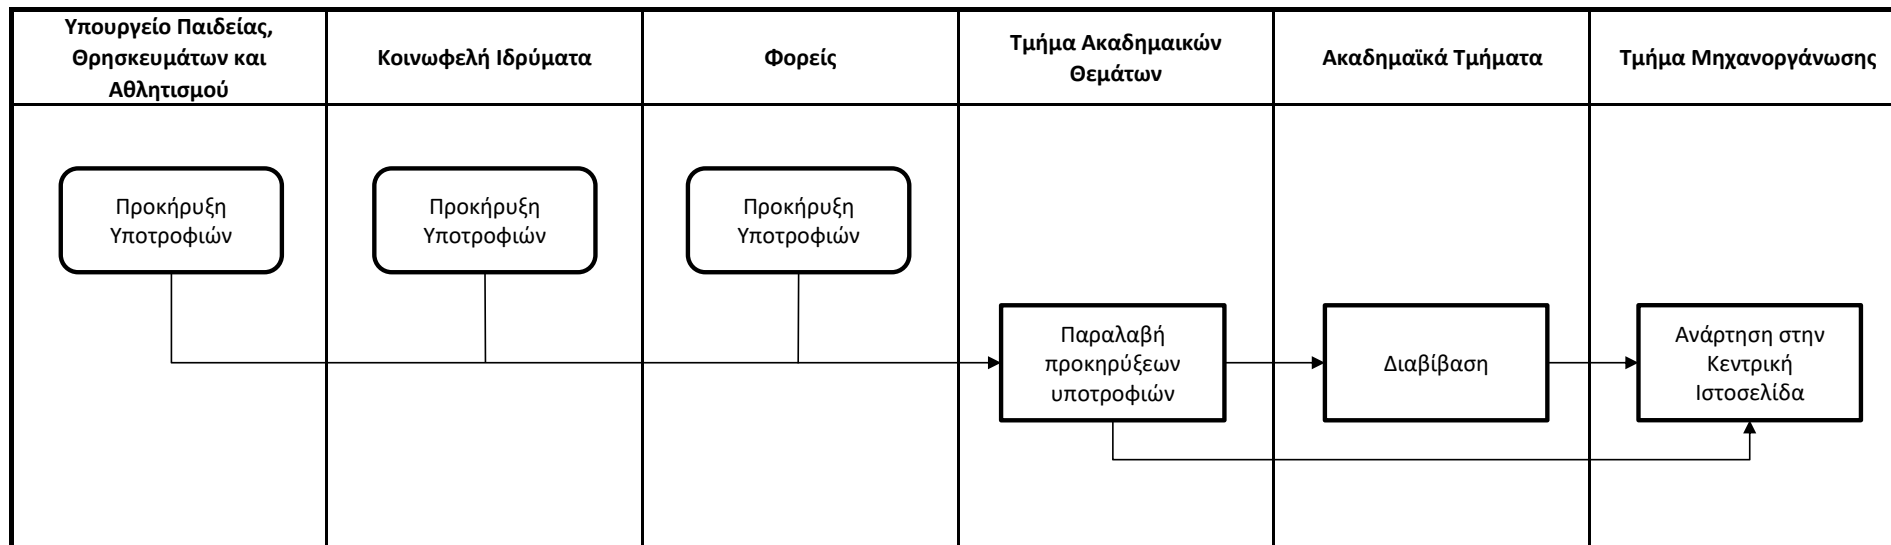 Υπουργείο Παιδείας,
Θρησκευμάτων και
Αθλητισμού
Κοινωφελή Ιδρύματα
Φορείς
Τμήμα Ακαδημαικών
Θεμάτων
Ακαδημαϊκά Τμήματα
Τμήμα Μηχανοργάνωσης
Προκήρυξη
Υποτροφιών
Προκήρυξη
Υποτροφιών
Προκήρυξη
Υποτροφιών
Παραλαβή
προκηρύξεων
υποτροφιών
Διαβίβαση
Ανάρτηση στην
Κεντρική
Ιστοσελίδα